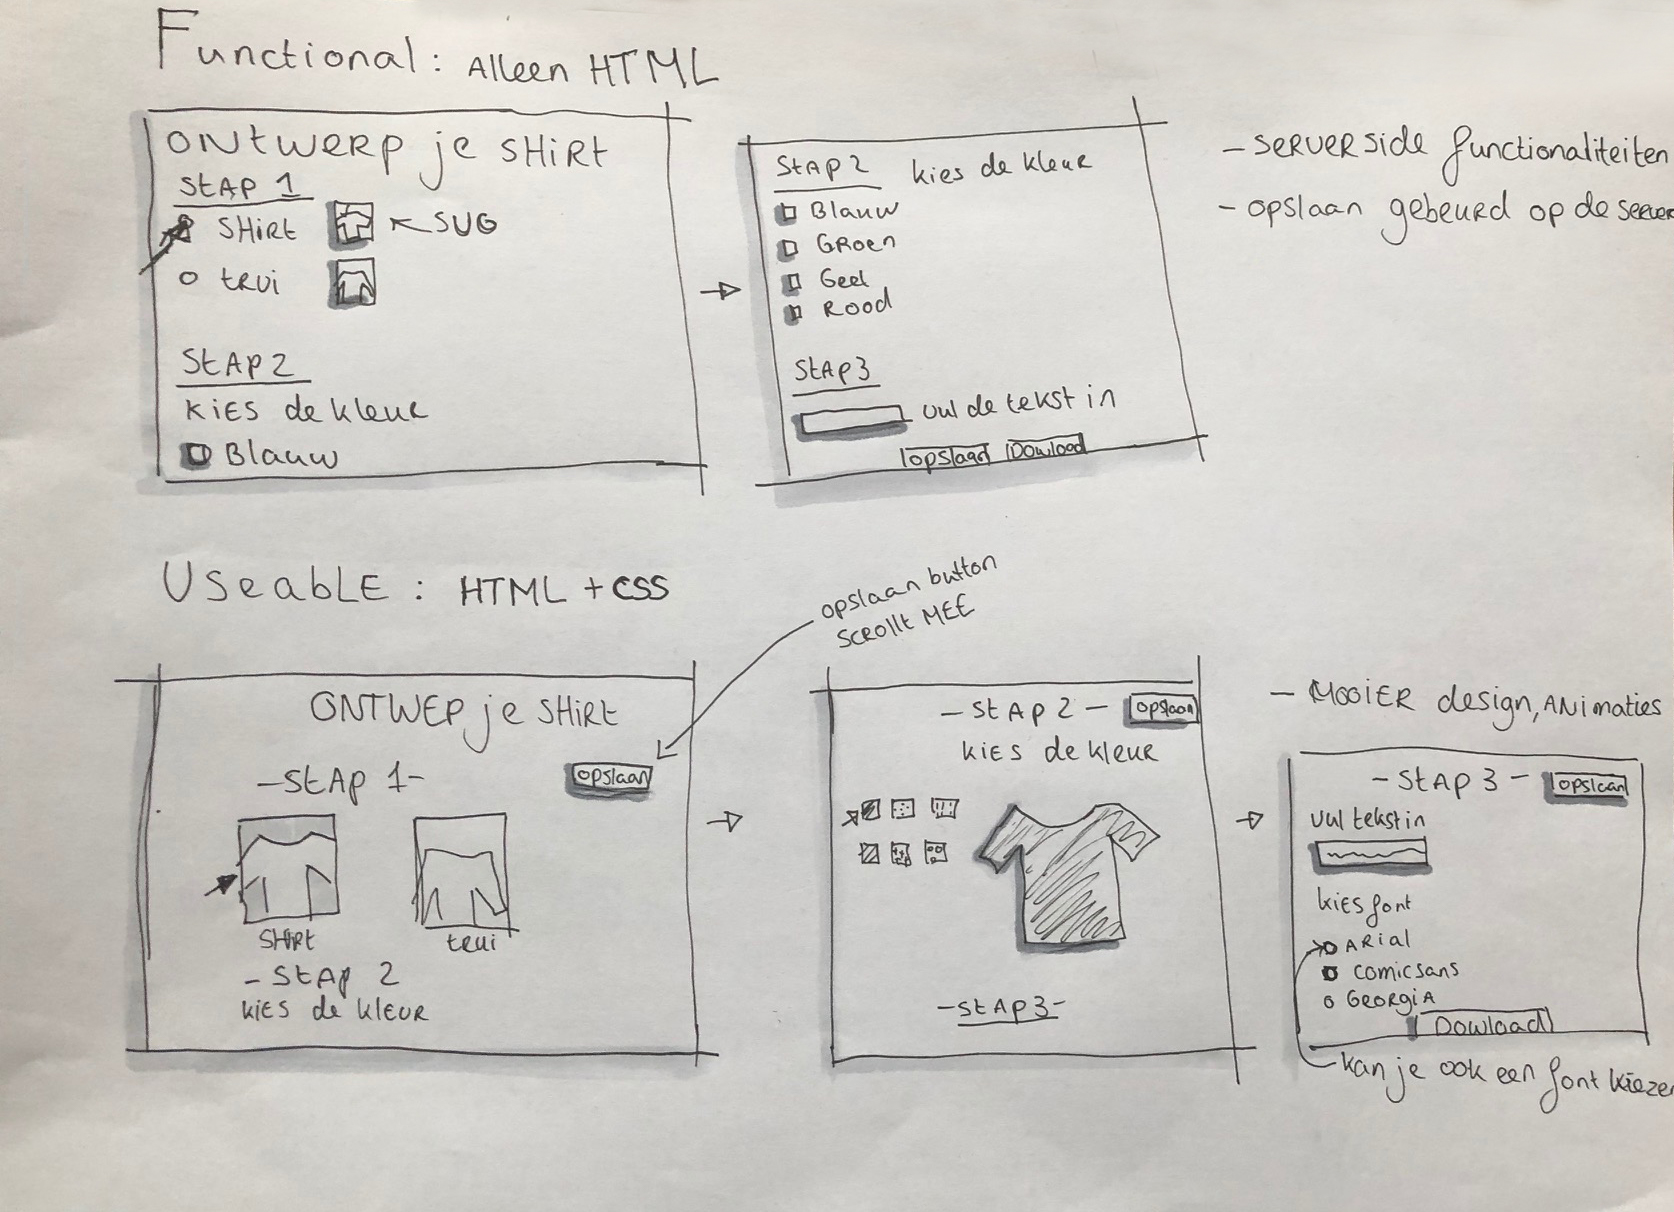 Functional: Alleen HTML
ONTWERP je SHIRT
STAP 1
SHIRT
SVG
TRUI
STAP 2
KIES de kleur
Blauw
STAP 2 kies de kleur
Blauw
GROEN
Geel
ROOD
STAP 3
vul de tekst in
opslaan Dowload
- SERVER side functionaliteiten
- opslaan gebeurd op de SERVER
USEABLE: HTML + CSS
opslaan button
SCROLLT MEE
ONTWEP je SHIRT
-STAP 1-
opslaan
SHIRT
TRUI
- STAP 2
KIES de KLEUR
- STAP 2 - opslaan
KIES de kleur
-STAP3-
- MOOIER design, ANIMATIES
- STAP 3 - opslaan
vul tekst in
KIES font
ARIAL
COMICSANS
GEORGIA
Dowload
kan je ook een font kieze